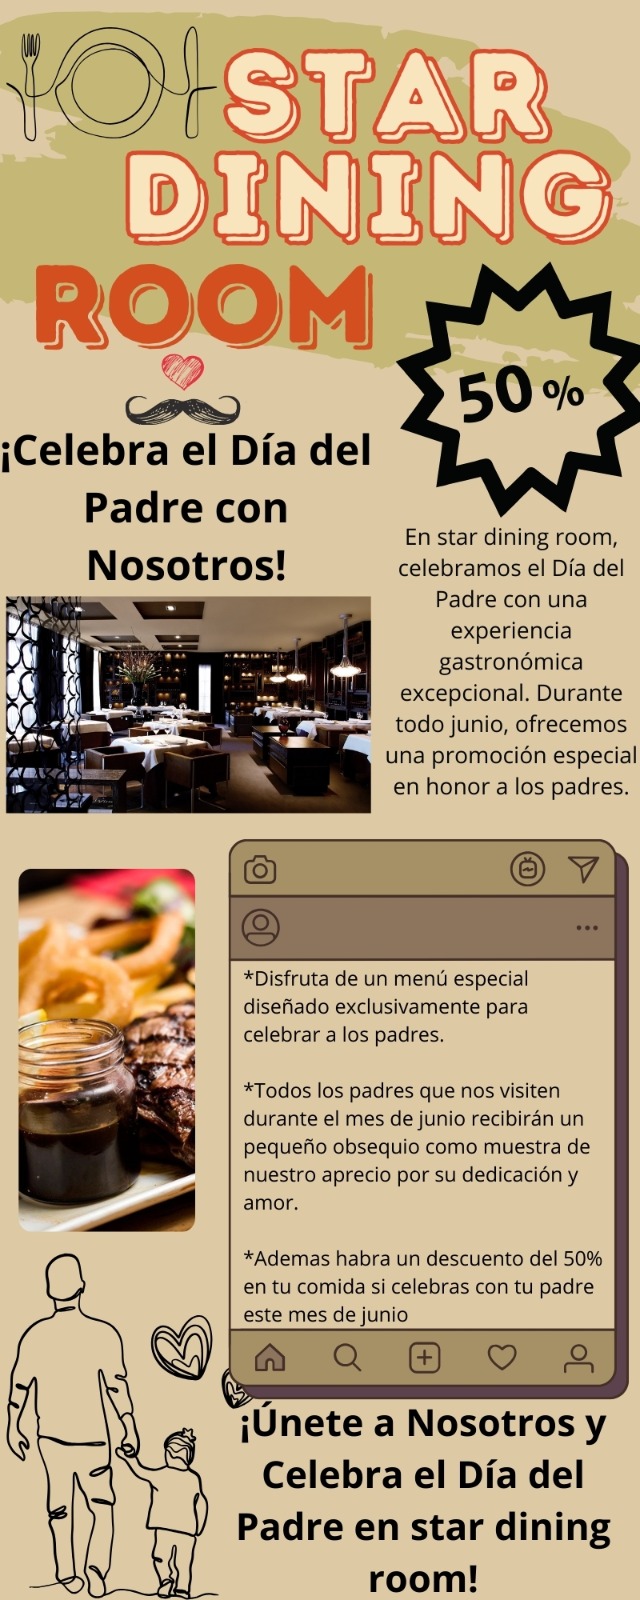 STAR
DINING
ROOM
50 %
¡Celebra el Día del
Padre con
Nosotros!
En star dining room,
celebramos el Día del
Padre con una
experiencia
gastronómica
excepcional. Durante
todo junio, ofrecemos
una promoción especial
en honor a los padres.
*Disfruta de un menú especial
diseñado exclusivamente para
celebrar a los padres.
*Todos los padres que nos visiten
durante el mes de junio recibirán un
pequeño obsequio como muestra de
nuestro aprecio por su dedicación y
amor.
*Ademas habra un descuento del 50%
en tu comida si celebras con tu padre
este mes de junio
¡Únete a Nosotros y
Celebra el Día del
Padre en star dining
room!